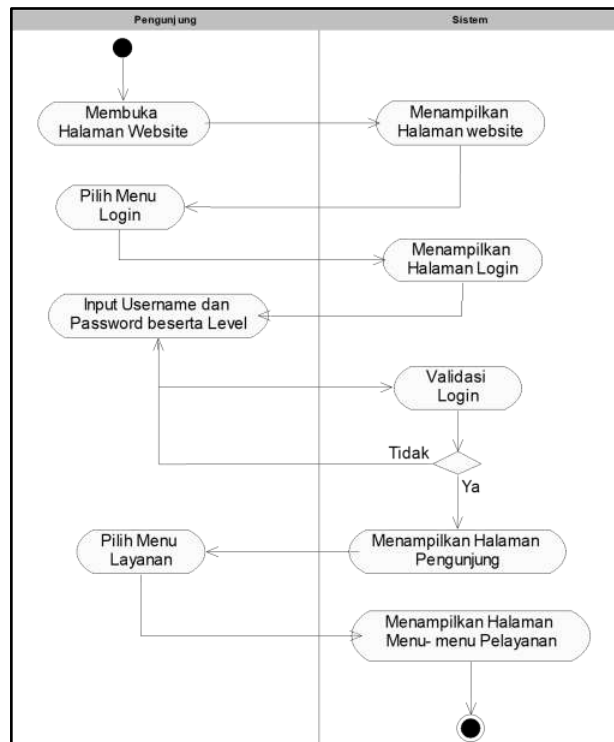 Pengunjung
Sistem
Membuka
Halaman Website
Menampilkan
Halaman website
Pilih Menu
Login
Menampilkan
Halaman Login
Input Username dan
Password beserta Level
Validasi
Login
Tidak
Ya
Pilih Menu
Layanan
Menampilkan Halaman
Pengunjung
Menampilkan Halaman
Menu- menu Pelayanan